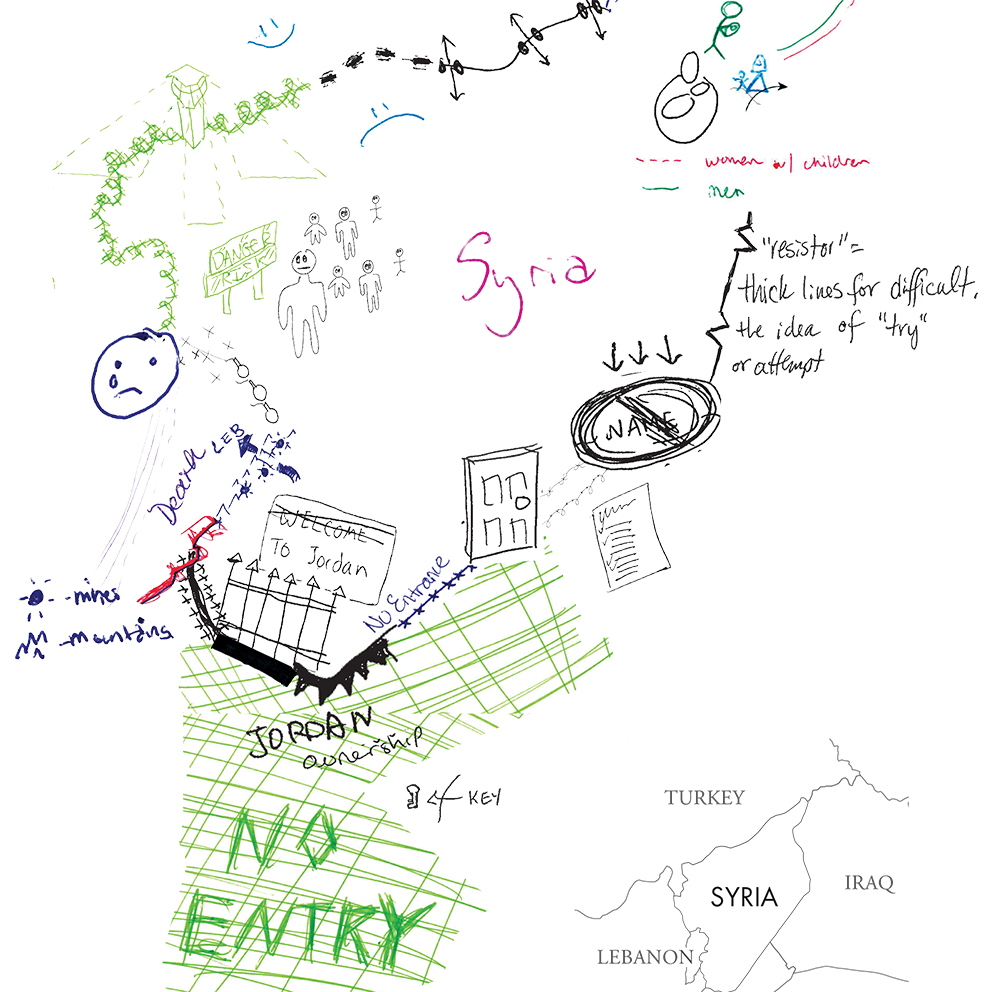 women w/ children
men
"resistor" =
thick lines for difficult.
the idea of "try"
or attempt
DANGER
RISK
Syria
NAME
LEB
WELCOME
TO Jordan
NO Entrance
- mines
- mountains
JORDAN
ownership
KEY
NO
ENTRY
TURKEY
SYRIA
IRAQ
LEBANON